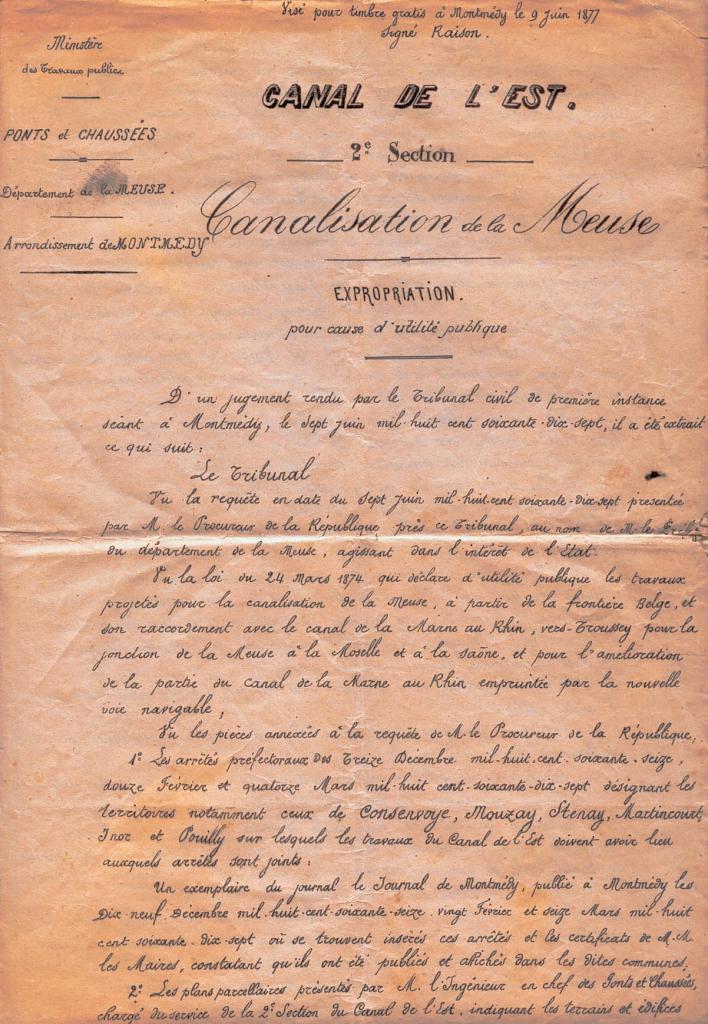 Visé pour timbre gratis à Montmédy le 9 Juin 1877
Signé Raison.
Ministère
des Travaux publics
PONTS et CHAUSSÉES
Département de la MEUSE.
Arrondissement de MONTMEDY
CANAL DE L'EST.
2e Section
Canalisation de la Meuse
EXPROPRIATION.
pour cause d'utilité publique
D'un jugement rendu par le Tribunal civil de première instance
séant à Montmédy, le sept juin mil-huit cent soixante-dix-sept, il a été extrait
ce qui suit:
Le Tribunal
Vu la requête en date du sept juin mil-huit-cent soixante-dix-sept présentée
par M. le Procureur de la République près ce Tribunal, au nom de M. le
du département de la Meuse, agissant dans l'intérêt de l'Etat.
Vu la loi du 24 Mars 1874 qui déclare d'utilité publique les travaux
projetés pour la canalisation de la Meuse, à partir de la frontière Belge, et
son raccordement avec le canal de la Marne au Rhin, vers-Troussey pour la
jonction de la Meuse à la Moselle et à la Saône, et pour l'amélioration
de la partie du Canal de la Marne au Rhin empruntée par la nouvelle
voie navigable,
Vu les pièces annexées à la requête de M. le Procureur de la République,
1° Les arrêtés préfectoraux des Treize Décembre mil-huit-cent-soixante-seize,
douze Février et quatorze Mars mil-huit cent-soixante-dix-sept désignant les
territoires notamment ceux de Consenvoye, Mouzay, Stenay, Martincourt,
Inor et Pouilly sur lesquels les travaux du Canal de l'Est doivent avoir lieu
auxquels arrêtés sont joints:
Un exemplaire du journal le Journal de Montmédy, publié à Montmédy les
Dix-neuf Décembre mil-huit-cent-soixante-seize vingt Février et seize Mars mil-huit
cent soixante-dix-sept où se trouvent insérés ces arrêtés et les certificats de M.M.
les Maires, constatant qu'ils ont été publiés et affichés dans les dites communes.
2° Les plans parcellaires présentés par M. l'Ingénieur en chef des Ponts et Chaussées,
chargé du service de la 2e Section du Canal de l'Est, indiquant les terrains et édifices